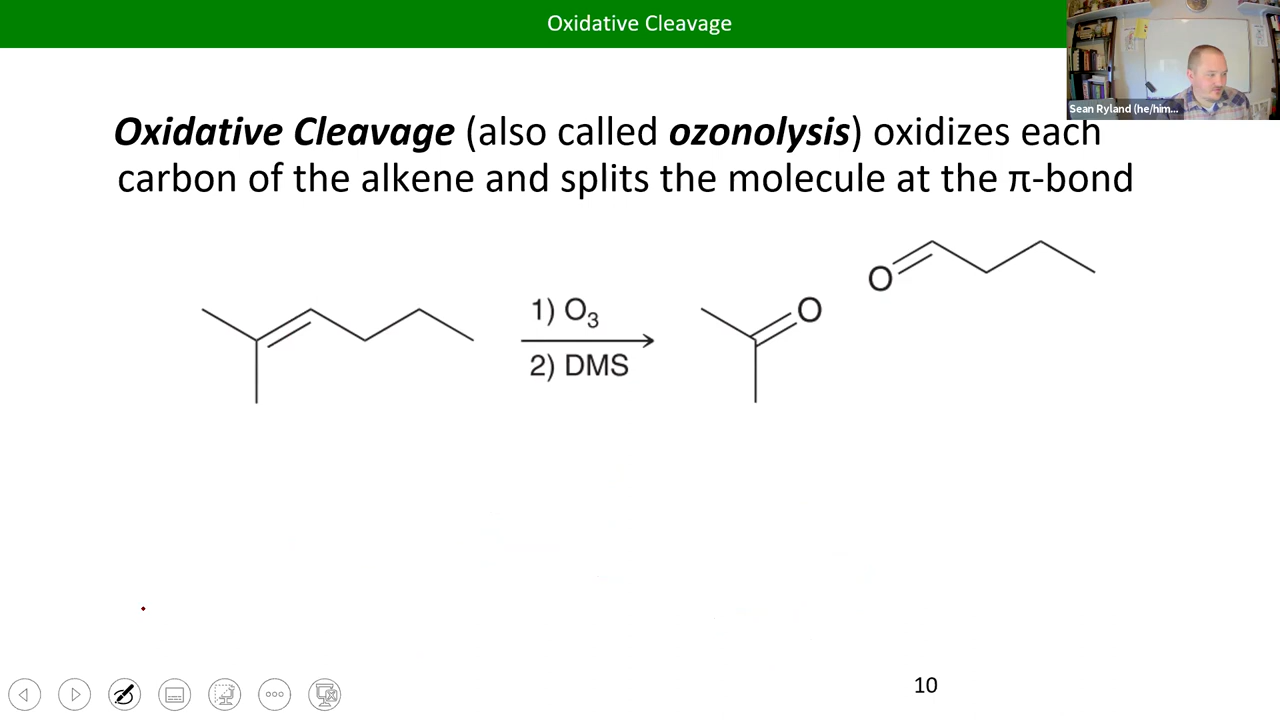 Oxidative Cleavage
Sean Ryland (he/him...
Oxidative Cleavage (also called ozonolysis) oxidizes each
carbon of the alkene and splits the molecule at the π-bond
O
1) O₃
O
2) DMS
10